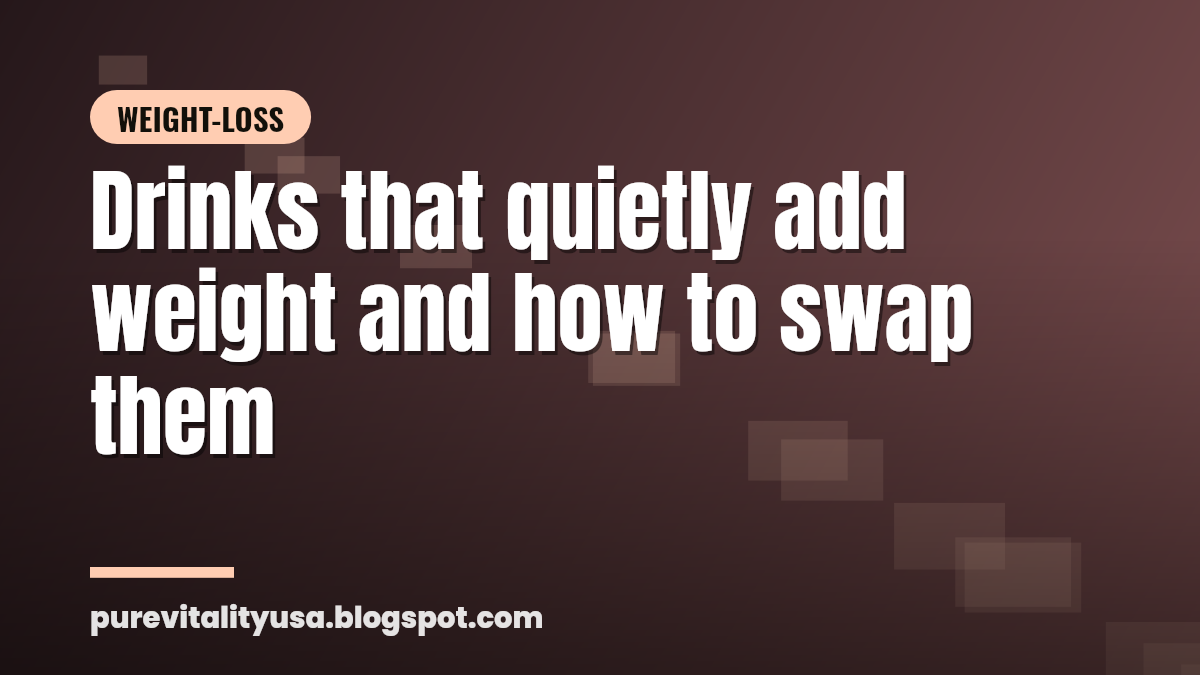 WEIGHT-LOSS
Drinks that quietly add
weight and how to swap
them
purevitalityusa.blogspot.com